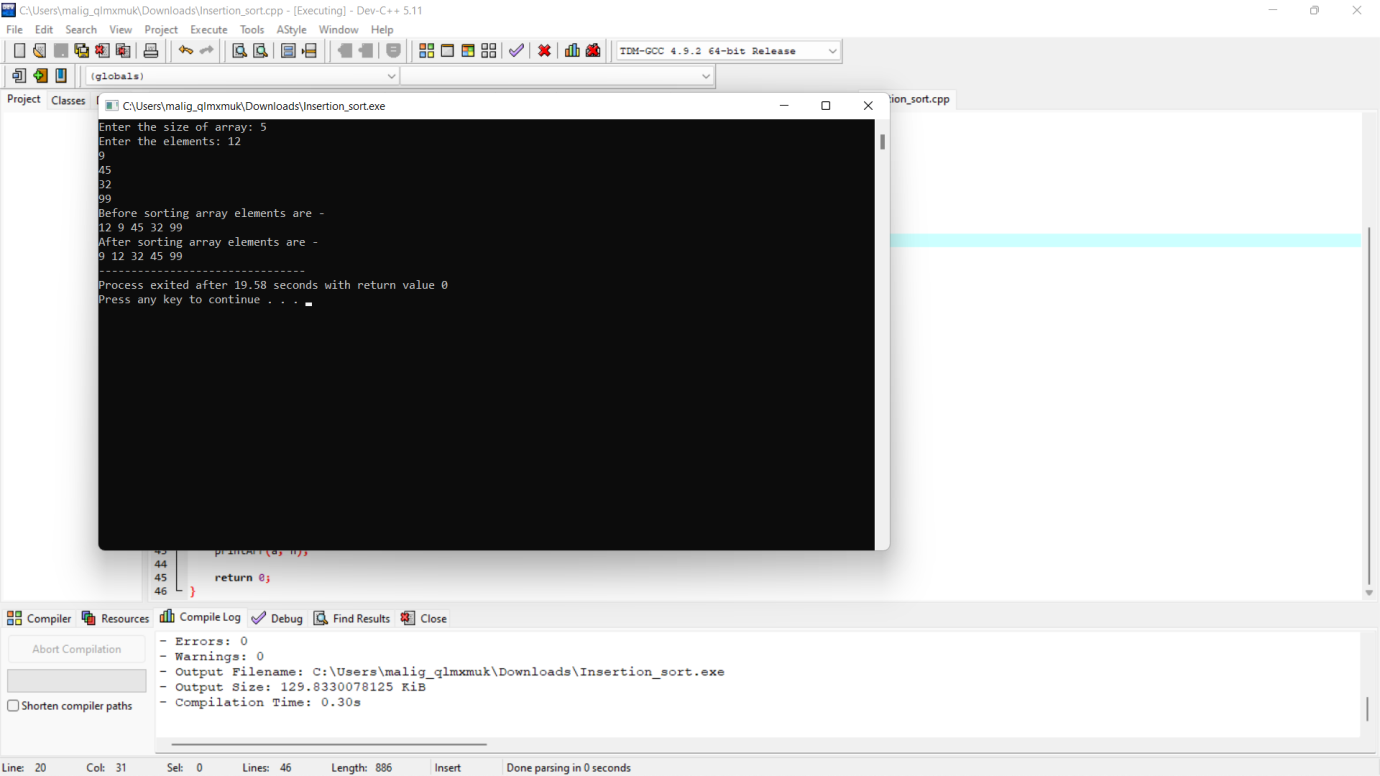 C:\Users\malig_qlmxmuk\Downloads\Insertion_sort.cpp - [Executing] - Dev-C++ 5.11
File Edit Search View Project Execute Tools AStyle Window Help
TDM-GCC 4.9.2 64-bit Release
(globals)
Project Classes
C:\Users\malig_qlmxmuk\Downloads\Insertion_sort.exe
ion_sort.cpp
Enter the size of array: 5
Enter the elements: 12
9
45
32
99
Before sorting array elements are -
12 9 45 32 99
After sorting array elements are -
9 12 32 45 99
--------------------------------
Process exited after 19.58 seconds with return value 0
Press any key to continue . . .
43 printArr(a, n);
44
45 return 0;
46 }
Compiler Resources Compile Log Debug Find Results Close
Abort Compilation
Shorten compiler paths
- Errors: 0
- Warnings: 0
- Output Filename: C:\Users\malig_qlmxmuk\Downloads\Insertion_sort.exe
- Output Size: 129.8330078125 KiB
- Compilation Time: 0.30s
Line: 20 Col: 31 Sel: 0 Lines: 46 Length: 886 Insert Done parsing in 0 seconds